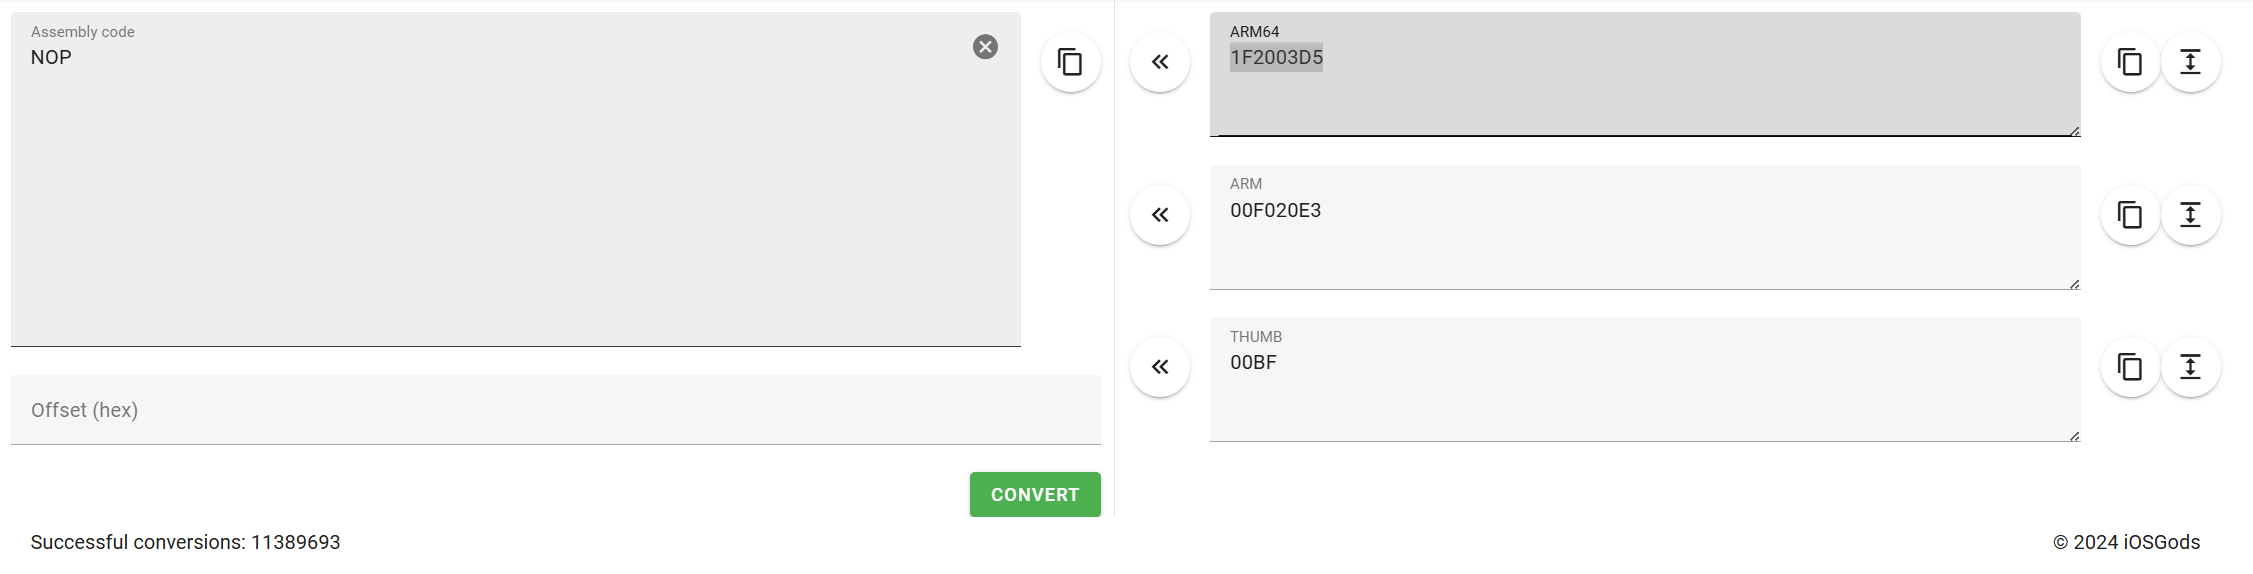 Assembly code
NOP
Offset (hex)
CONVERT
ARM64
1F2003D5
ARM
00F020E3
THUMB
00BF
Successful conversions: 11389693
© 2024 iOSGods